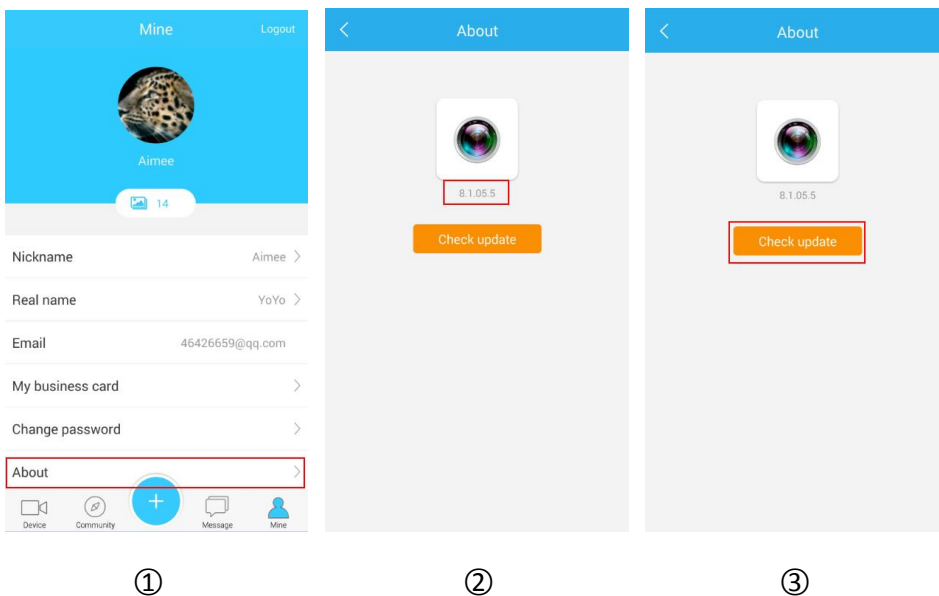 Mine
Logout
Aimee
14
Nickname
Aimee
Real name
YoYo
Email
46426659@qq.com
My business card
Change password
About
Device
Community
Message
Mine
①
About
8.1.05.5
Check update
②
About
8.1.05.5
Check update
③